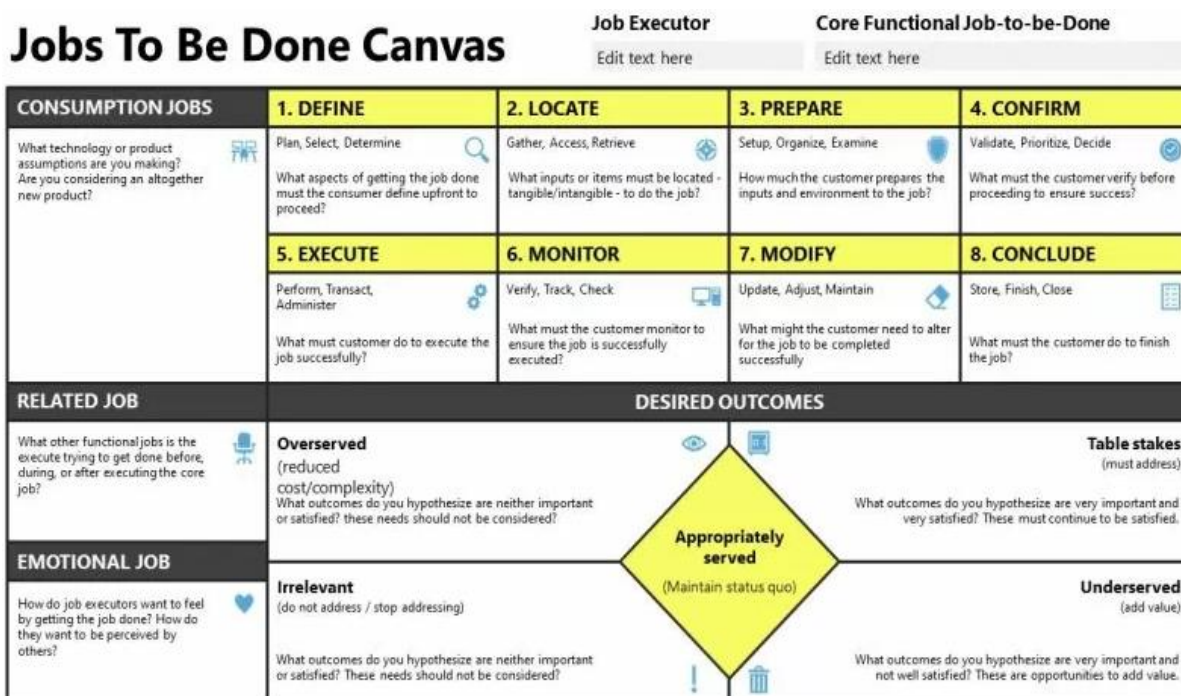 Jobs To Be Done Canvas
Job Executor
Edit text here
Core Functional Job-to-be-Done
Edit text here
CONSUMPTION JOBS
What technology or product
assumptions are you making?
Are you considering an altogether
new product?
1. DEFINE
Plan, Select, Determine
What aspects of getting the job done
must the consumer define upfront to
proceed?
2. LOCATE
Gather, Access, Retrieve
What inputs or items must be located -
tangible/intangible - to do the job?
3. PREPARE
Setup, Organize, Examine
How much the customer prepares the
inputs and environment to the job?
4. CONFIRM
Validate, Prioritize, Decide
What must the customer verify before
proceeding to ensure success?
5. EXECUTE
Perform, Transact,
Administer
What must customer do to execute the
job successfully?
6. MONITOR
Verify, Track, Check
What must the customer monitor to
ensure the job is successfully
executed?
7. MODIFY
Update, Adjust, Maintain
What might the customer need to alter
for the job to be completed
successfully
8. CONCLUDE
Store, Finish, Close
What must the customer do to finish
the job?
RELATED JOB
What other functional jobs is the
execute trying to get done before,
during, or after executing the core
job?
EMOTIONAL JOB
How do job executors want to feel
by getting the job done? How do
they want to be perceived by
others?
DESIRED OUTCOMES
Overserved
(reduced
cost/complexity)
What outcomes do you hypothesize are neither important
or satisfied? these needs should not be considered?
Table stakes
(must address)
What outcomes do you hypothesize are very important and
very satisfied? These must continue to be satisfied.
Appropriately
served
(Maintain status quo)
Irrelevant
(do not address / stop addressing)
What outcomes do you hypothesize are neither important
or satisfied? These needs should not be considered?
Underserved
(add value)
What outcomes do you hypothesize are very important and
not well satisfied? These are opportunities to add value.